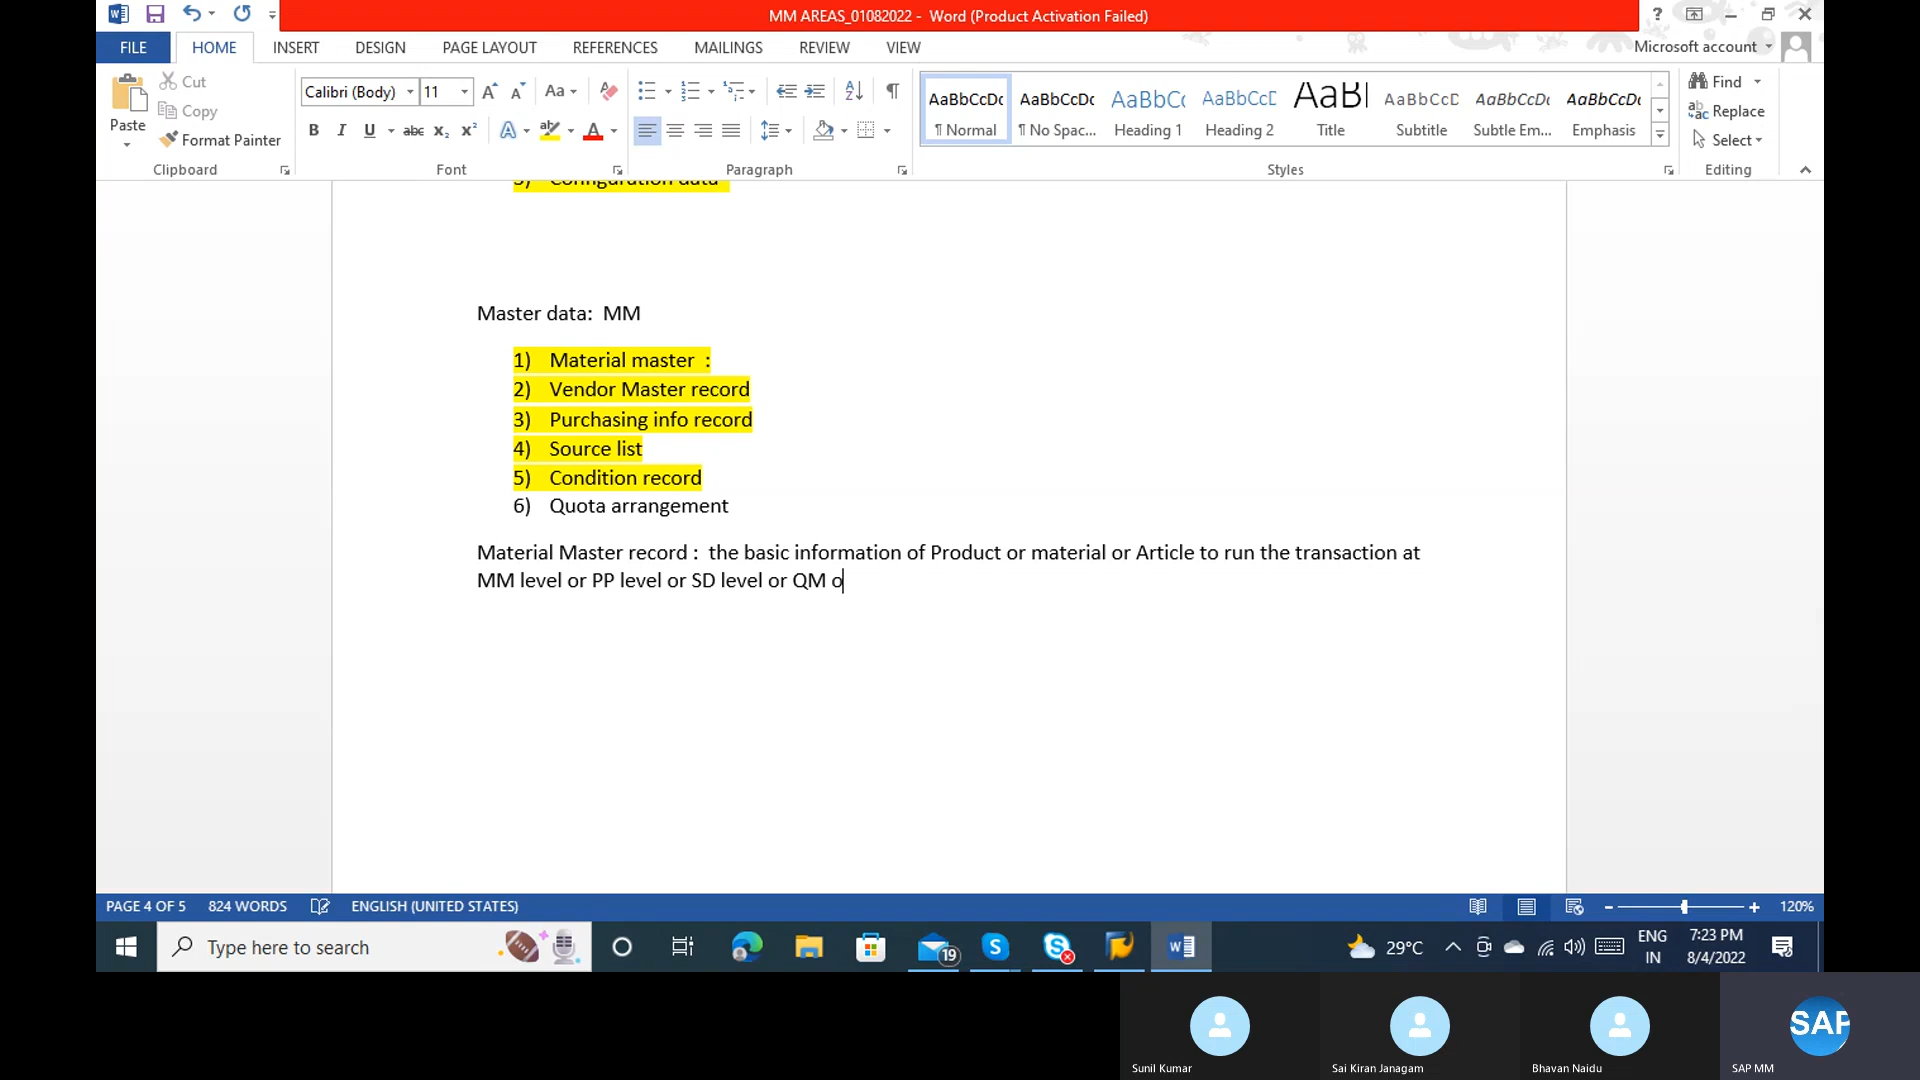 MM AREAS_01082022 - Word (Product Activation Failed)
FILE HOME INSERT DESIGN PAGE LAYOUT REFERENCES MAILINGS REVIEW VIEW Microsoft account
Paste Cut Copy Format Painter
Calibri (Body) 11
AaBbCcDc AaBbCcDc AaBbC AaBbCcD AaB AaBbCcD AaBbCcDc AaBbCcDc
¶ Normal ¶ No Spac... Heading 1 Heading 2 Title Subtitle Subtle Em... Emphasis
Find Replace Select
Clipboard Font Paragraph Styles Editing
3) Configuration data
Master data: MM
1) Material master :
2) Vendor Master record
3) Purchasing info record
4) Source list
5) Condition record
6) Quota arrangement
Material Master record : the basic information of Product or material or Article to run the transaction at
MM level or PP level or SD level or QM o
PAGE 4 OF 5 824 WORDS ENGLISH (UNITED STATES) 120%
Type here to search 19 29°C ENG IN 7:23 PM 8/4/2022
SAP
Sunil Kumar Sai Kiran Janagam Bhavan Naidu SAP MM